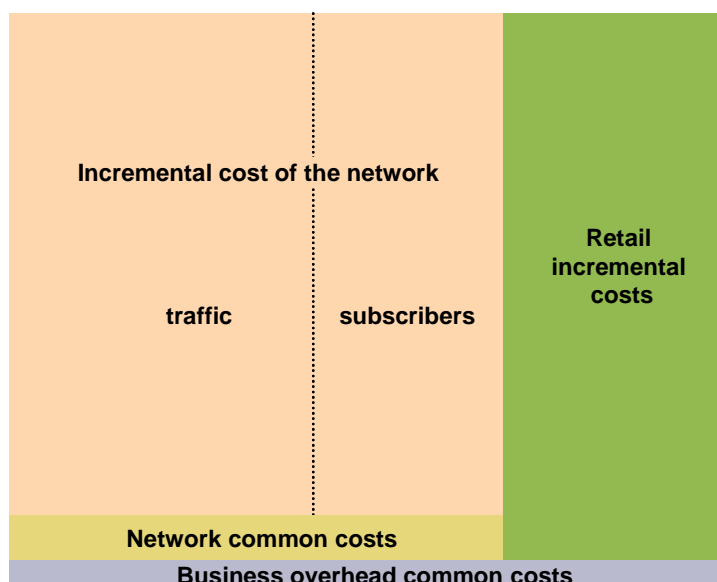 Incremental cost of the network
Retail
incremental
costs
traffic
subscribers
Network common costs
Business overhead common costs